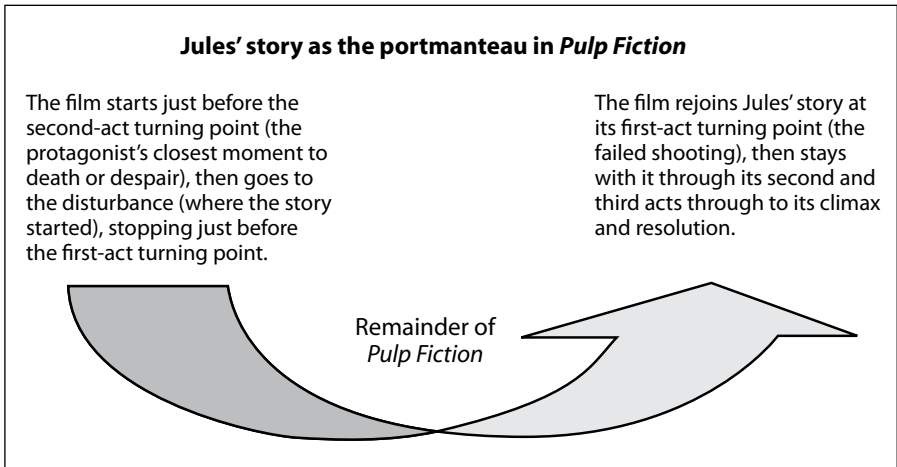 Jules’ story as the portmanteau in Pulp Fiction
The film starts just before the
second-act turning point (the
protagonist’s closest moment to
death or despair), then goes to
the disturbance (where the story
started), stopping just before
the first-act turning point.
The film rejoins Jules’ story at
its first-act turning point (the
failed shooting), then stays
with it through its second and
third acts through to its climax
and resolution.
Remainder of
Pulp Fiction